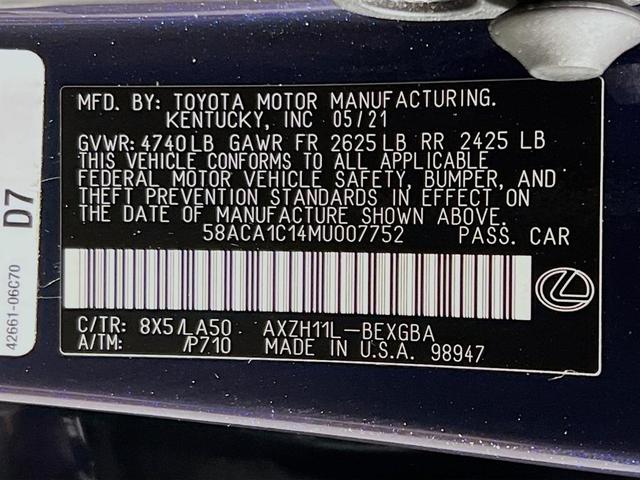 MFD. BY: TOYOTA MOTOR MANUFACTURING.
KENTUCKY, INC 05/21
GVWR: 4740LB GAWR FR 2625LB RR 2425 LB
THIS VEHICLE CONFORMS TO ALL APPLICABLE
FEDERAL MOTOR VEHICLE SAFETY, BUMPER, AND
THEFT PREVENTION STANDARDS IN EFFECT ON
THE DATE OF MANUFACTURE SHOWN ABOVE.
58ACA1C14MU007752 PASS. CAR
C/TR: 8X5/LA50 AXZH11L-BEXGBA
A/TM: /P710 MADE IN U.S.A. 98947
D7
42661-06C70